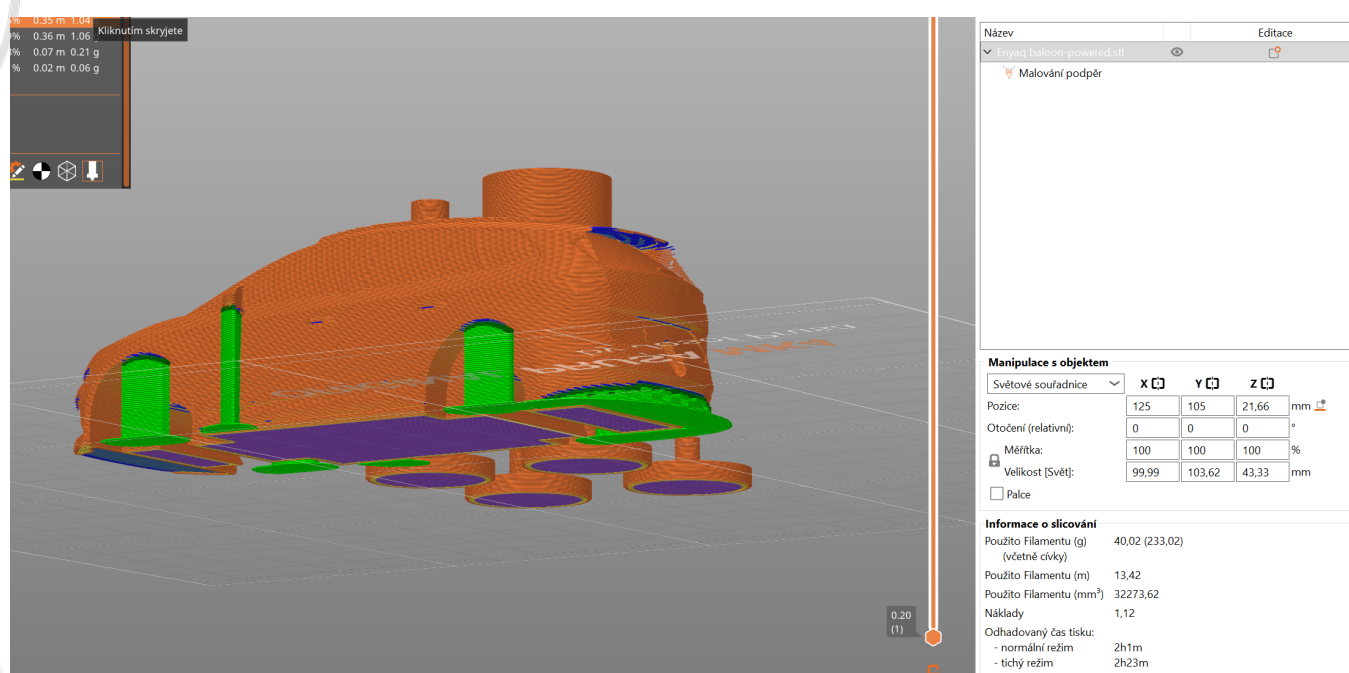 % 0.35 m 1.04
Kliknutím skryjete
% 0.36 m 1.06
% 0.07 m 0.21 g
% 0.02 m 0.06 g
0.20
(1)
Název Editace
Enyaq baloon-powered.stl
Malování podpěr
Manipulace s objektem
Světové souřadnice X Y Z
Pozice: 125 105 21,66 mm
Otočení (relativní): 0 0 0 °
Měřítka: 100 100 100 %
Velikost [Svět]: 99,99 103,62 43,33 mm
Palce
Informace o slicování
Použito Filamentu (g) 40,02 (233,02)
(včetně cívky)
Použito Filamentu (m) 13,42
Použito Filamentu (mm³) 32273,62
Náklady 1,12
Odhadovaný čas tisku:
- normální režim 2h1m
- tichý režim 2h23m